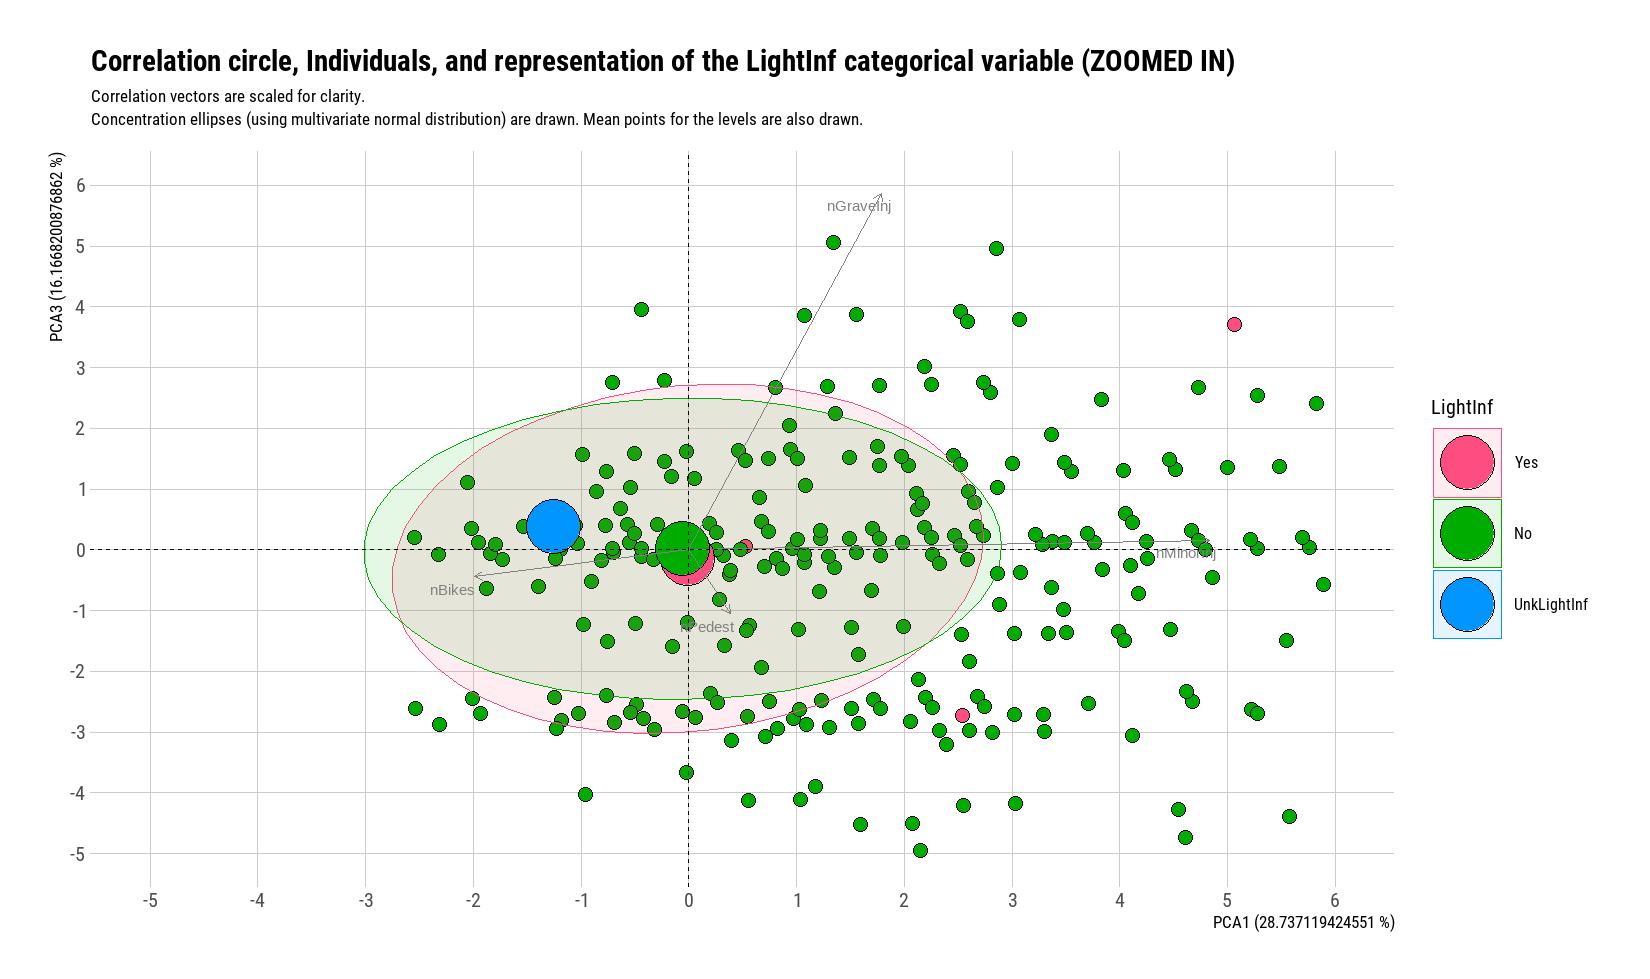 Correlation circle, Individuals, and representation of the LightInf categorical variable (ZOOMED IN)
Correlation vectors are scaled for clarity.
Concentration ellipses (using multivariate normal distribution) are drawn. Mean points for the levels are also drawn.
PCA3 (16.1668200876862 %)
6
5
4
3
2
1
0
-1
-2
-3
-4
-5
nGraveInj
nMinorInj
nBikes
nPedest
-5
-4
-3
-2
-1
0
1
2
3
4
5
6
PCA1 (28.737119424551 %)
LightInf
Yes
No
UnkLightInf